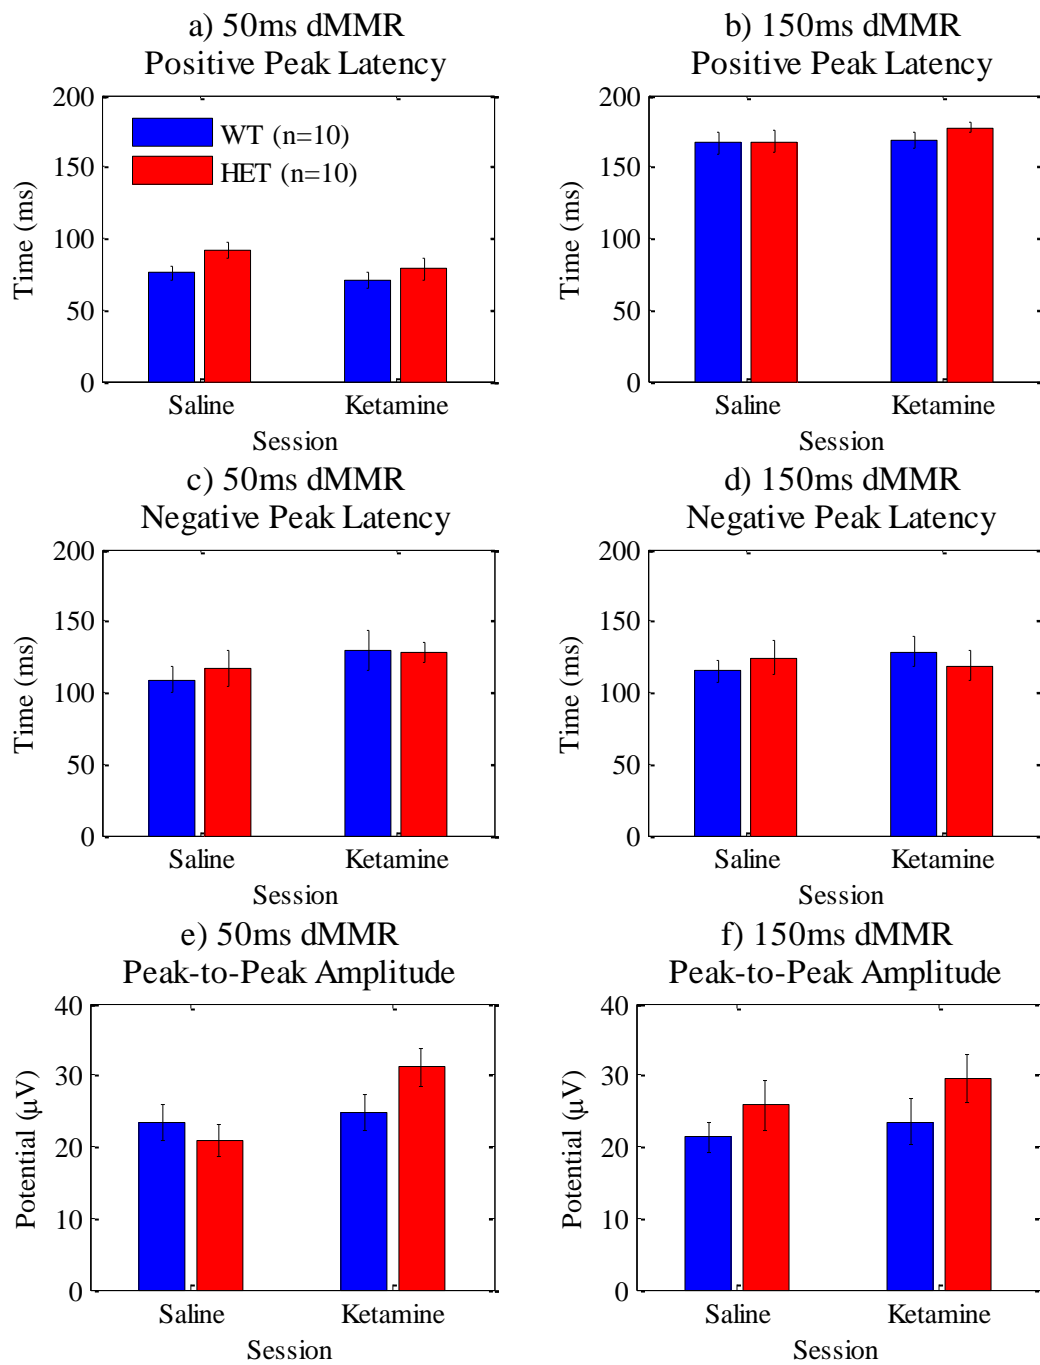 a) 50ms dMMR
Positive Peak Latency
200
150
100
50
0
Time (ms)
WT (n=10)
HET (n=10)
Saline
Ketamine
Session
b) 150ms dMMR
Positive Peak Latency
200
150
100
50
0
Time (ms)
Saline
Ketamine
Session
c) 50ms dMMR
Negative Peak Latency
200
150
100
50
0
Time (ms)
Saline
Ketamine
Session
d) 150ms dMMR
Negative Peak Latency
200
150
100
50
0
Time (ms)
Saline
Ketamine
Session
e) 50ms dMMR
Peak-to-Peak Amplitude
40
30
20
10
0
Potential (µV)
Saline
Ketamine
Session
f) 150ms dMMR
Peak-to-Peak Amplitude
40
30
20
10
0
Potential (µV)
Saline
Ketamine
Session